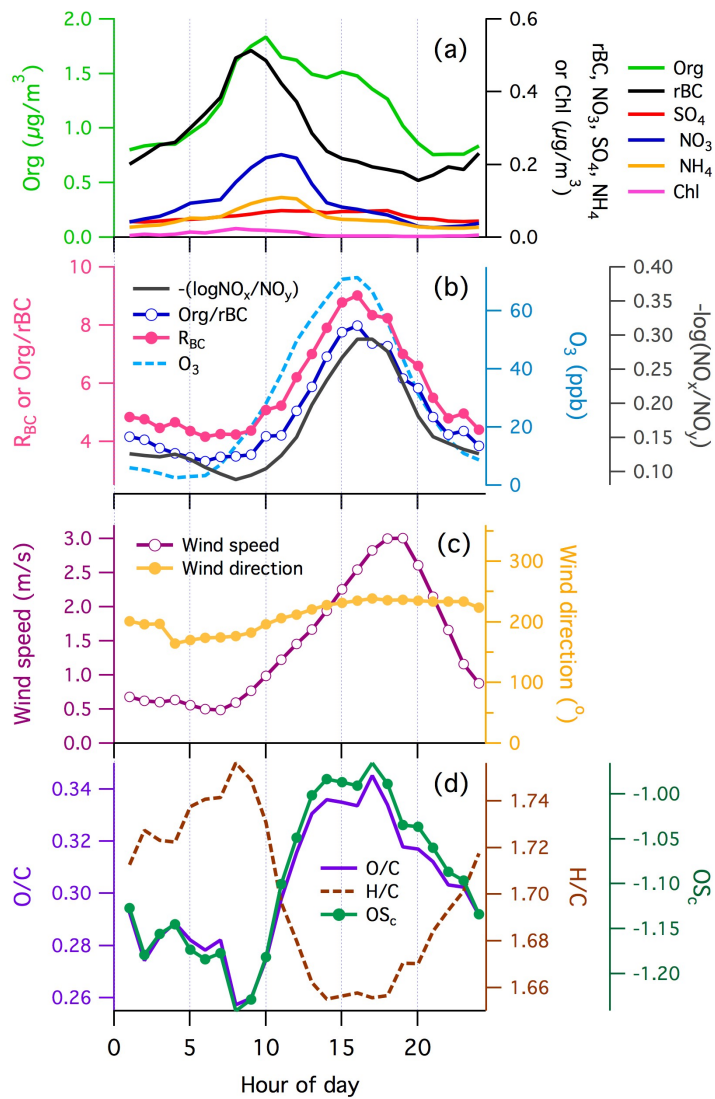 (a)
2.0
1.5
1.0
0.5
0.0
Org (µg/m³)
0.6
0.4
0.2
0.0
rBC, NO₃, SO₄, NH₄
or Chl (µg/m³)
Org
rBC
SO₄
NO₃
NH₄
Chl
(b)
10
8
6
4
R_BC or Org/rBC
-(logNOₓ/NOᵧ)
Org/rBC
R_BC
O₃
60
40
20
0
O₃ (ppb)
0.40
0.35
0.30
0.25
0.20
0.15
0.10
-log(NOₓ/NOᵧ)
(c)
3.0
2.5
2.0
1.5
1.0
0.5
0.0
Wind speed (m/s)
Wind speed
Wind direction
300
200
100
0
Wind direction (°)
(d)
0.34
0.32
0.30
0.28
0.26
O/C
O/C
H/C
OS_c
1.74
1.72
1.70
1.68
1.66
H/C
-1.00
-1.05
-1.10
-1.15
-1.20
OS_c
0
5
10
15
20
Hour of day